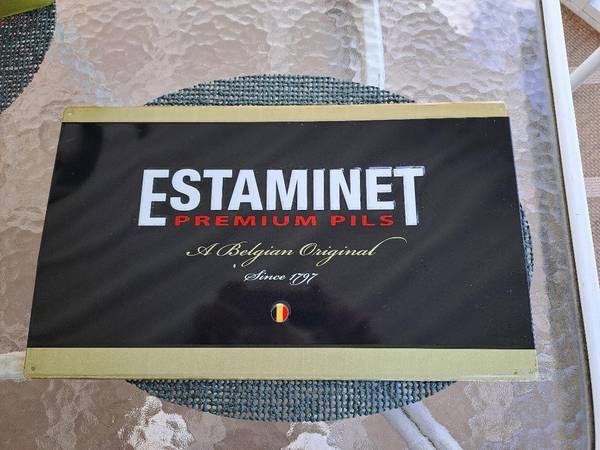 ESTAMINET
PREMIUM PILS
A Belgian Original
Since 1797